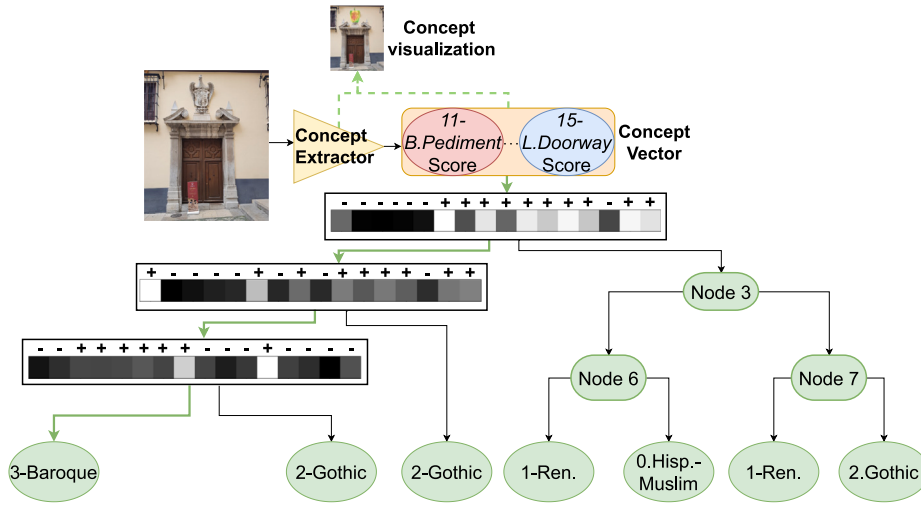 Concept
visualization
Concept
Extractor
11-
B.Pediment
Score
...
15-
L.Doorway
Score
Concept
Vector
- - - - - + + + + + + + + - + +
+ - - - - + - + - + + + + - + +
- - + + + + + + - - - + - - - -
Node 3
Node 6
Node 7
3-Baroque
2-Gothic
2-Gothic
1-Ren.
0.Hisp.-
Muslim
1-Ren.
2.Gothic